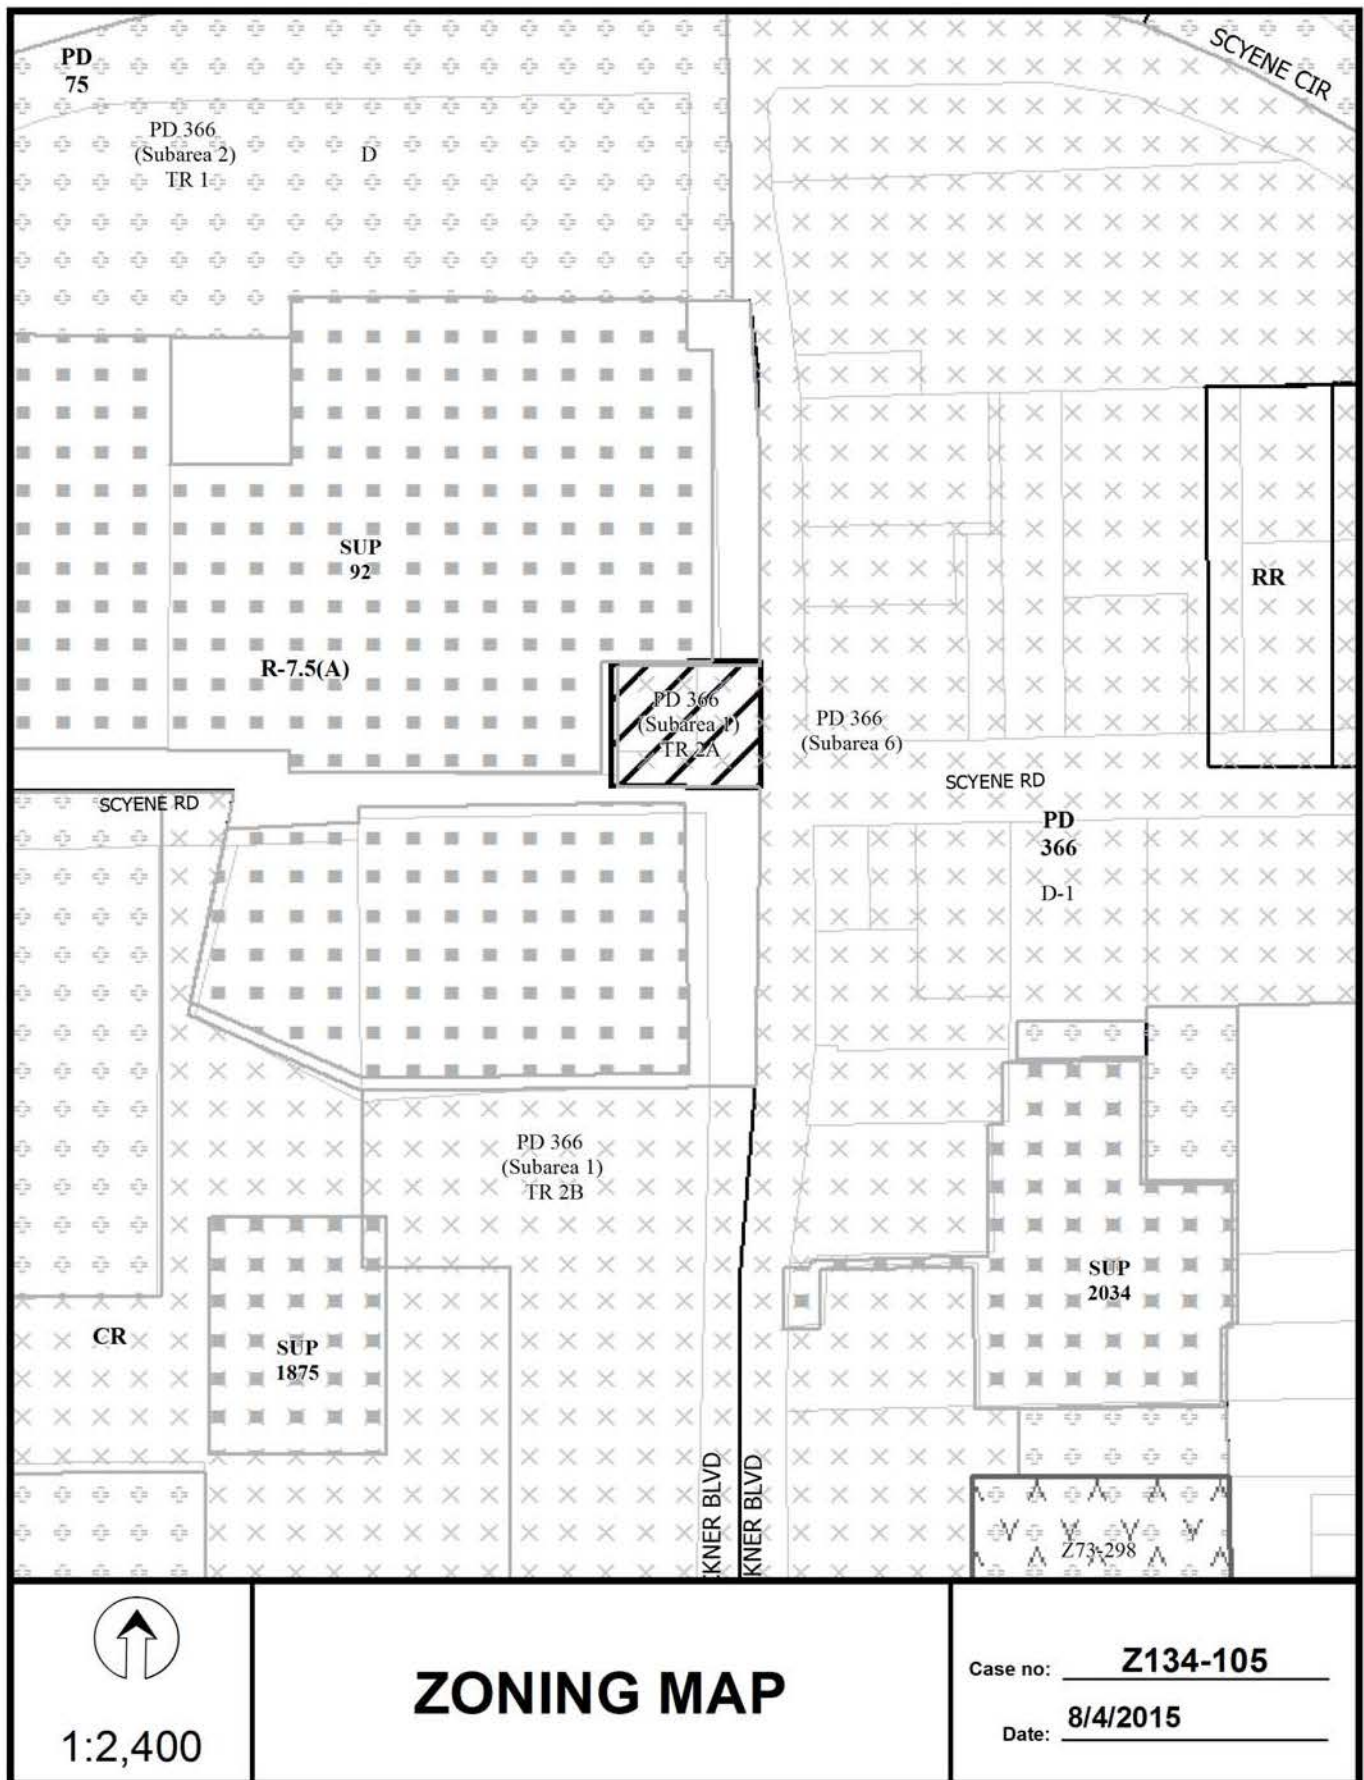 SCYENE CIR
PD
75
PD 366
(Subarea 2)
TR 1
D
SUP
92
RR
R-7.5(A)
PD 366
(Subarea 1)
TR 2A
PD 366
(Subarea 6)
SCYENE RD
SCYENE RD
PD
366
D-1
PD 366
(Subarea 1)
TR 2B
SUP
2034
CR
SUP
1875
KNER BLVD
KNER BLVD
Z73-298
1:2,400
ZONING MAP
Case no: Z134-105
Date: 8/4/2015